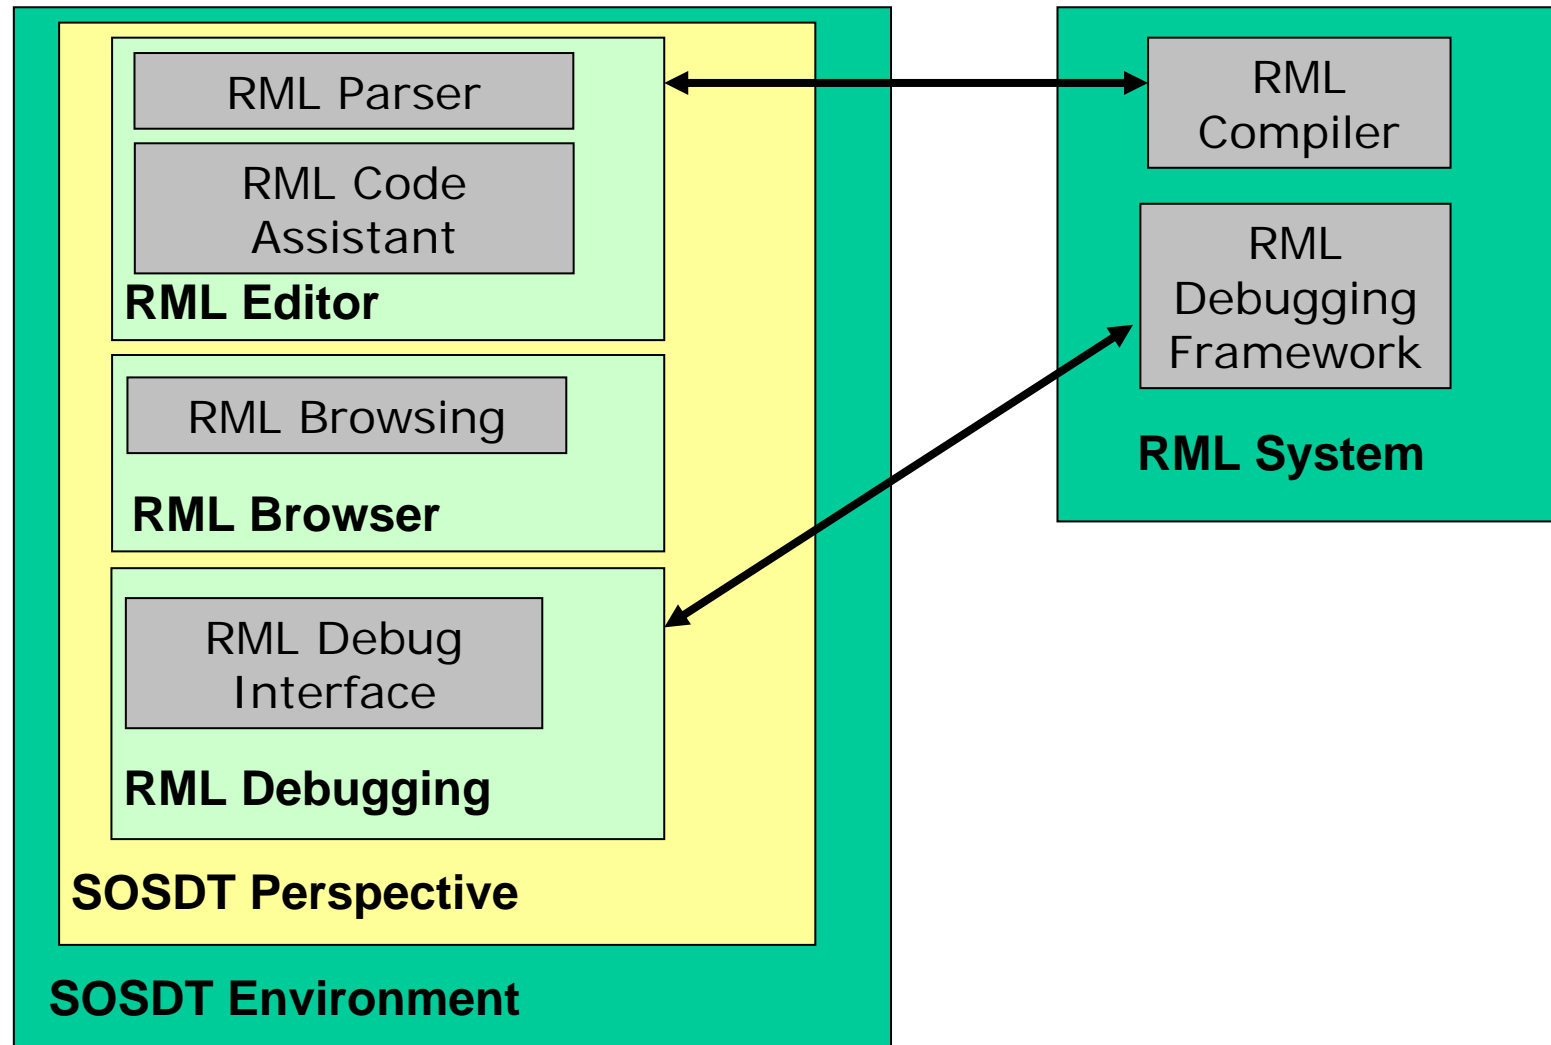 RML Parser
RML Code
Assistant
RML Editor
RML Browsing
RML Browser
RML Debug
Interface
RML Debugging
SOSDT Perspective
SOSDT Environment
RML
Compiler
RML
Debugging
Framework
RML System